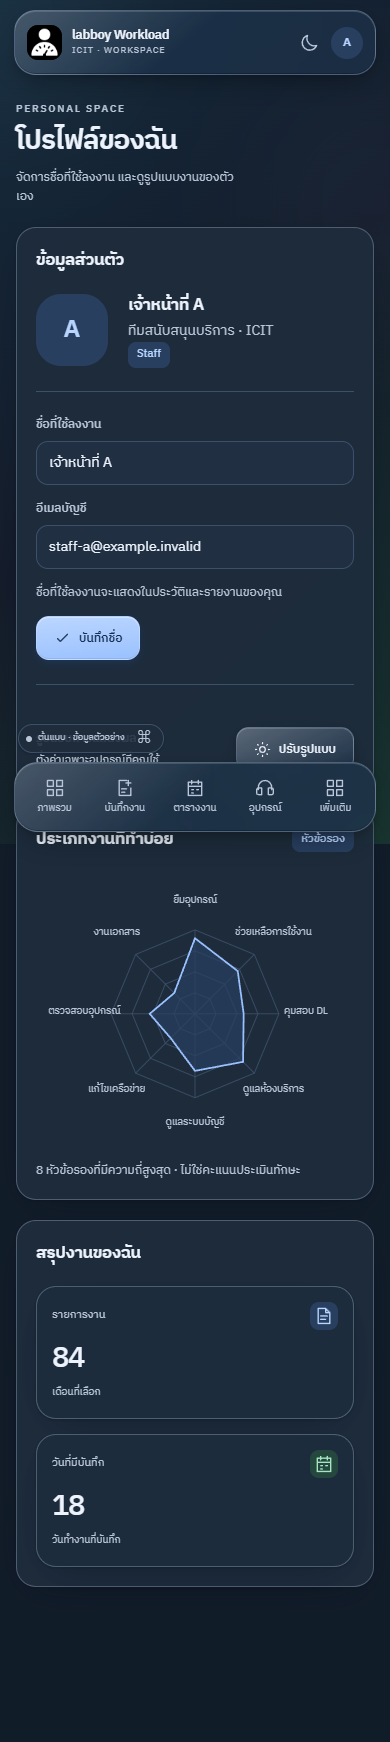 labboy Workload
ICIT · WORKSPACE
A
PERSONAL SPACE
โปรไฟล์ของฉัน
จัดการชื่อที่ใช้ลงงาน และดูรูปแบบงานของตัว
เอง
ข้อมูลส่วนตัว
A
เจ้าหน้าที่ A
ทีมสนับสนุนบริการ · ICIT
Staff
ชื่อที่ใช้ลงงาน
เจ้าหน้าที่ A
อีเมลบัญชี
staff-a@example.invalid
ชื่อที่ใช้ลงงานจะแสดงในประวัติและรายงานของคุณ
บันทึกชื่อ
ต้นแบบ · ข้อมูลตัวอย่าง
ปรับรูปแบบ
ตั้งค่าเฉพาะอุปกรณ์ที่คุณใช้
ภาพรวม
บันทึกงาน
ตารางงาน
อุปกรณ์
เพิ่มเติม
ประเภทงานที่ทำบ่อย
หัวข้อรอง
ยืมอุปกรณ์
งานเอกสาร
ช่วยเหลือการใช้งาน
ตรวจสอบอุปกรณ์
คุมสอบ DL
แก้ไขเครือข่าย
ดูแลห้องบริการ
ดูแลระบบบัญชี
8 หัวข้อรองที่มีความถี่สูงสุด · ไม่ใช่คะแนนประเมินทักษะ
สรุปงานของฉัน
รายการงาน
84
เดือนที่เลือก
วันที่มีบันทึก
18
วันทำงานที่บันทึก